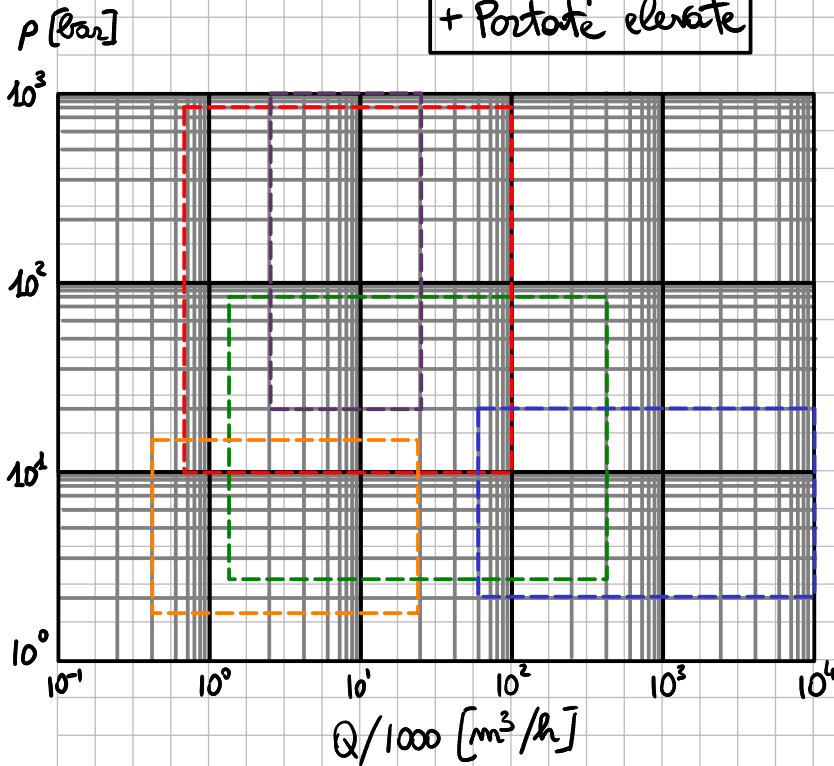 + Portate elevate
p [bar]
10³
10²
10¹
10⁰
10⁻¹ 10⁰ 10¹ 10² 10³ 10⁴
Q/1000 [m³/h]